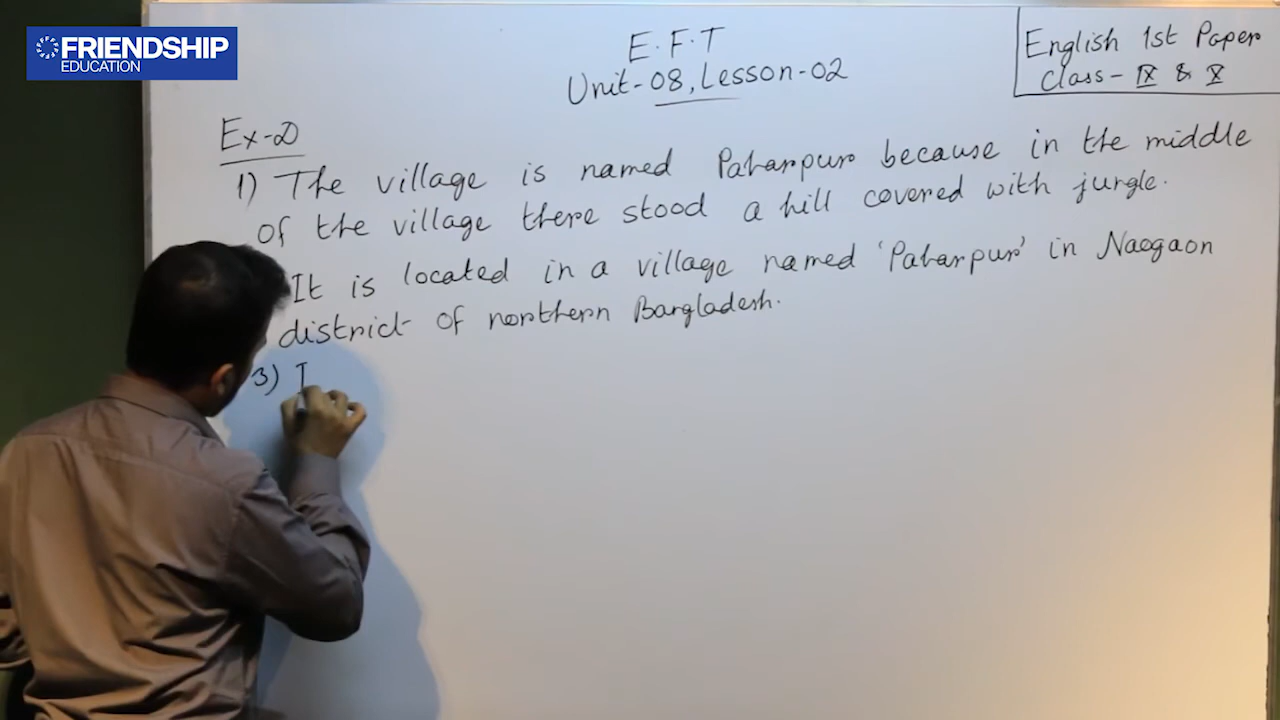 FRIENDSHIP
EDUCATION
E.F.T
Unit-08, Lesson-02
English 1st Paper
Class- IX & X
Ex-D
1) The village is named Paharpur because in the middle
of the village there stood a hill covered with jungle.
It is located in a village named 'Paharpur' in Naogaon
district of northern Bangladesh.
3) I